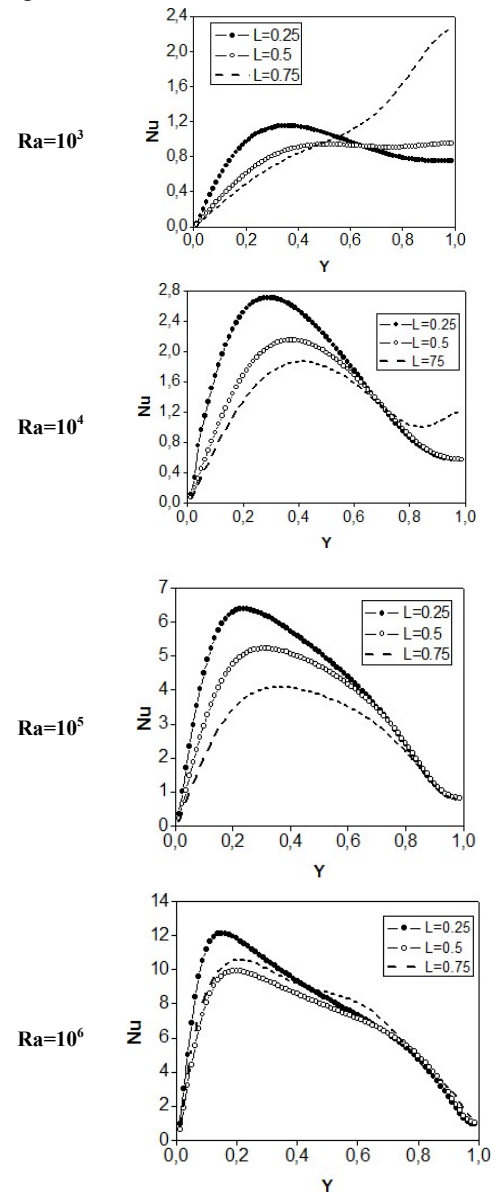 2,4
2,0
1,6
1,2
0,8
0,4
0,0
Nu
L=0.25
L=0.5
L=0.75
Ra=10³
0,0 0,2 0,4 0,6 0,8 1,0
Y
2,8
2,4
2,0
1,6
1,2
0,8
0,4
0,0
Nu
L=0.25
L=0.5
L=75
Ra=10⁴
0,0 0,2 0,4 0,6 0,8 1,0
Y
7
6
5
4
3
2
1
0
Nu
L=0.25
L=0.5
L=0.75
Ra=10⁵
0,0 0,2 0,4 0,6 0,8 1,0
Y
14
12
10
8
6
4
2
0
Nu
L=0.25
L=0.5
L=0.75
Ra=10⁶
0,0 0,2 0,4 0,6 0,8 1,0
Y